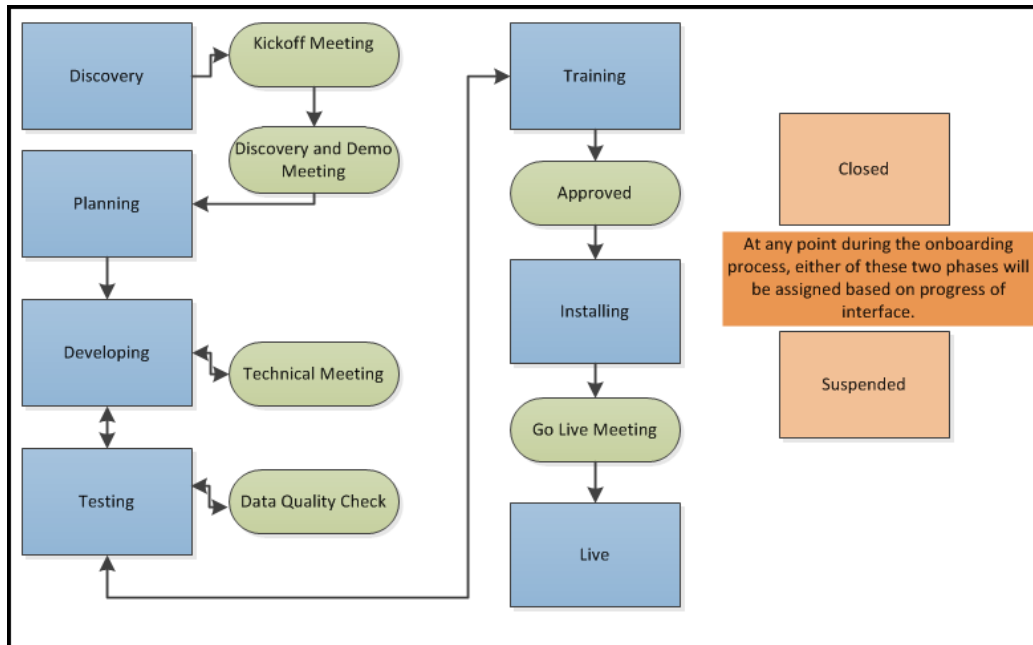 Discovery
Kickoff Meeting
Discovery and Demo
Meeting
Planning
Developing
Technical Meeting
Testing
Data Quality Check
Training
Approved
Installing
Go Live Meeting
Live
Closed
At any point during the onboarding
process, either of these two phases will
be assigned based on progress of
interface.
Suspended